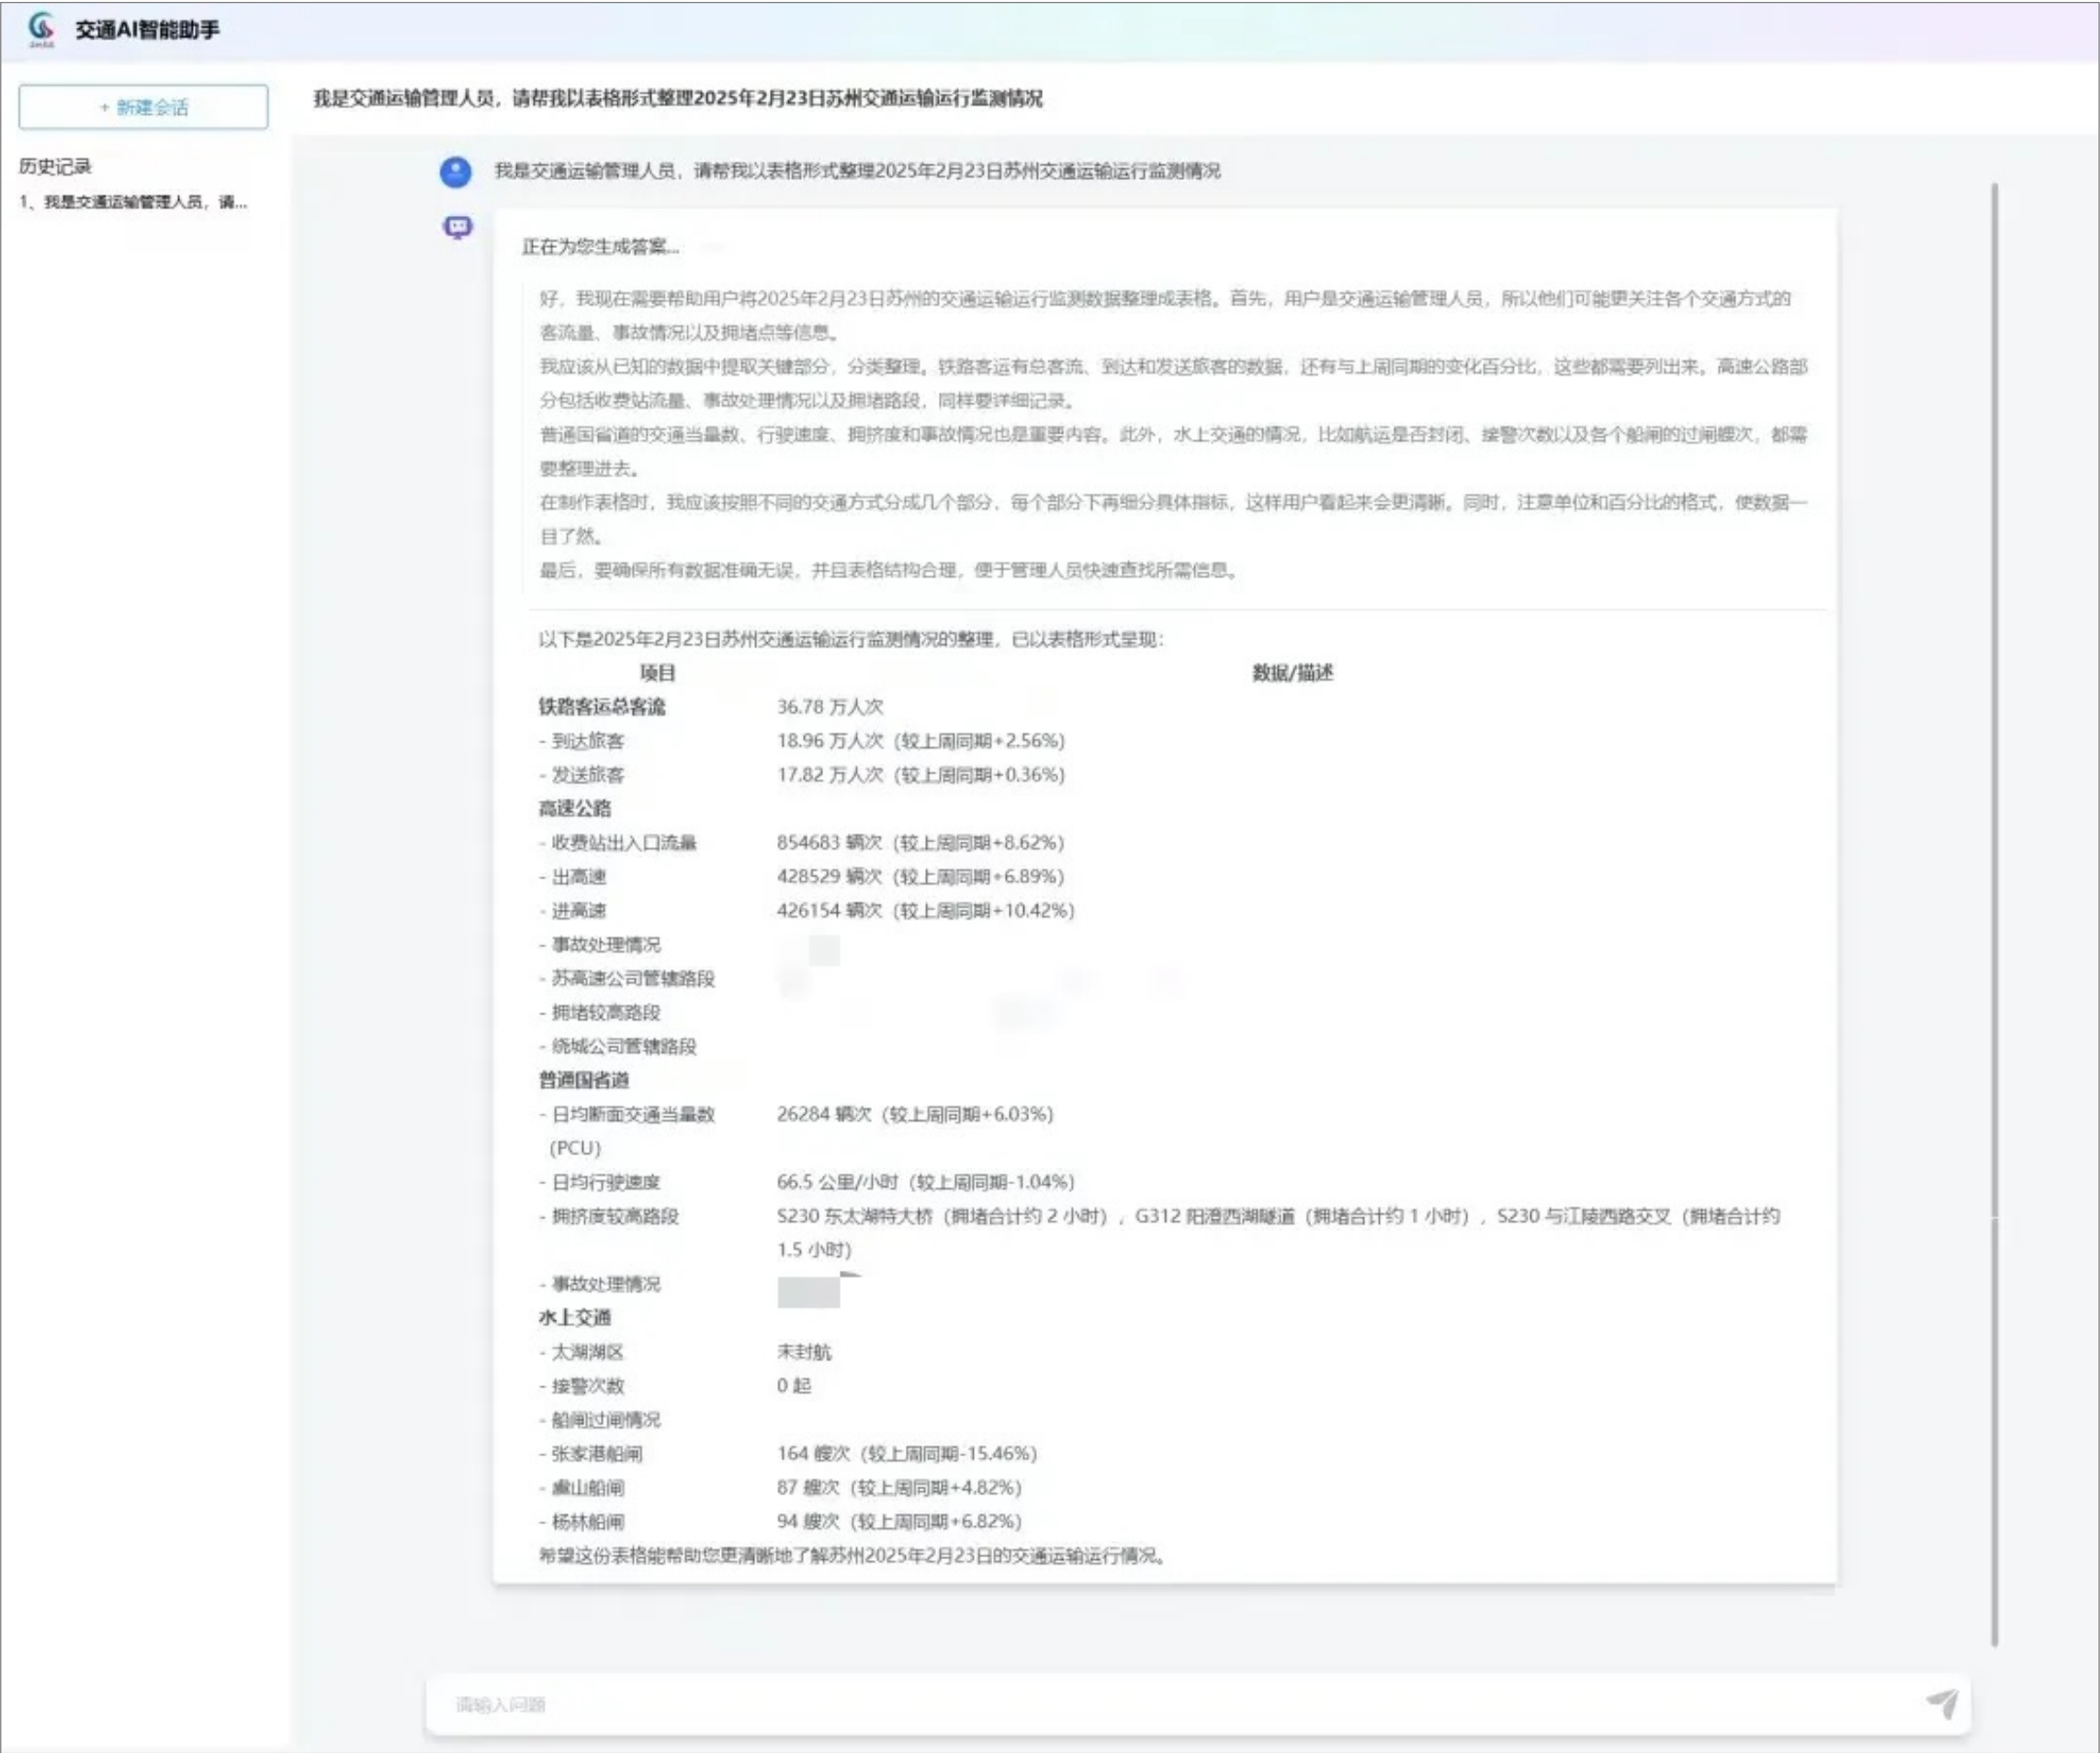 交通AI智能助手
+ 新建会话
历史记录
1、我是交通运输管理人员，请...
我是交通运输管理人员，请帮我以表格形式整理2025年2月23日苏州交通运输运行监测情况
我是交通运输管理人员，请帮我以表格形式整理2025年2月23日苏州交通运输运行监测情况
正在为您生成答案...
好，我现在需要帮助用户将2025年2月23日苏州的交通运输运行监测数据整理成表格。首先，用户是交通运输管理人员，所以他们可能更关注各个交通方式的
客流量、事故情况以及拥堵点等信息。
我应该从已知的数据中提取关键部分，分类整理。铁路客运有总客流、到达和发送旅客的数据，还有与上周同期的变化百分比，这些都需要列出来。高速公路部
分包括收费站流量、事故处理情况以及拥堵路段，同样要详细记录。
普通国省道的交通当量数、行驶速度、拥挤度和事故情况也是重要内容。此外，水上交通的情况，比如航运是否封闭、接警次数以及各个船闸的过闸艘次，都需
要整理进去。
在制作表格时，我应该按照不同的交通方式分成几个部分，每个部分下再细分具体指标，这样用户看起来会更清晰。同时，注意单位和百分比的格式，使数据一
目了然。
最后，要确保所有数据准确无误，并且表格结构合理，便于管理人员快速查找所需信息。
以下是2025年2月23日苏州交通运输运行监测情况的整理，已以表格形式呈现：
项目 数据/描述
铁路客运总客流 36.78 万人次
- 到达旅客 18.96 万人次（较上周同期+2.56%）
- 发送旅客 17.82 万人次（较上周同期+0.36%）
高速公路
- 收费站出入口流量 854683 辆次（较上周同期+8.62%）
- 出高速 428529 辆次（较上周同期+6.89%）
- 进高速 426154 辆次（较上周同期+10.42%）
- 事故处理情况
- 苏高速公司管辖路段
- 拥堵较高路段
- 绕城公司管辖路段
普通国省道
- 日均断面交通当量数 26284 辆次（较上周同期+6.03%）
（PCU）
- 日均行驶速度 66.5 公里/小时（较上周同期-1.04%）
- 拥挤度较高路段 S230 东太湖特大桥（拥堵合计约 2 小时），G312 阳澄西湖隧道（拥堵合计约 1 小时），S230 与江陵西路交叉（拥堵合计约
1.5 小时）
- 事故处理情况
水上交通
- 太湖湖区 未封航
- 接警次数 0 起
- 船闸过闸情况
- 张家港船闸 164 艘次（较上周同期-15.46%）
- 虞山船闸 87 艘次（较上周同期+4.82%）
- 杨林船闸 94 艘次（较上周同期+6.82%）
希望这份表格能帮助您更清晰地了解苏州2025年2月23日的交通运输运行情况。
请输入问题